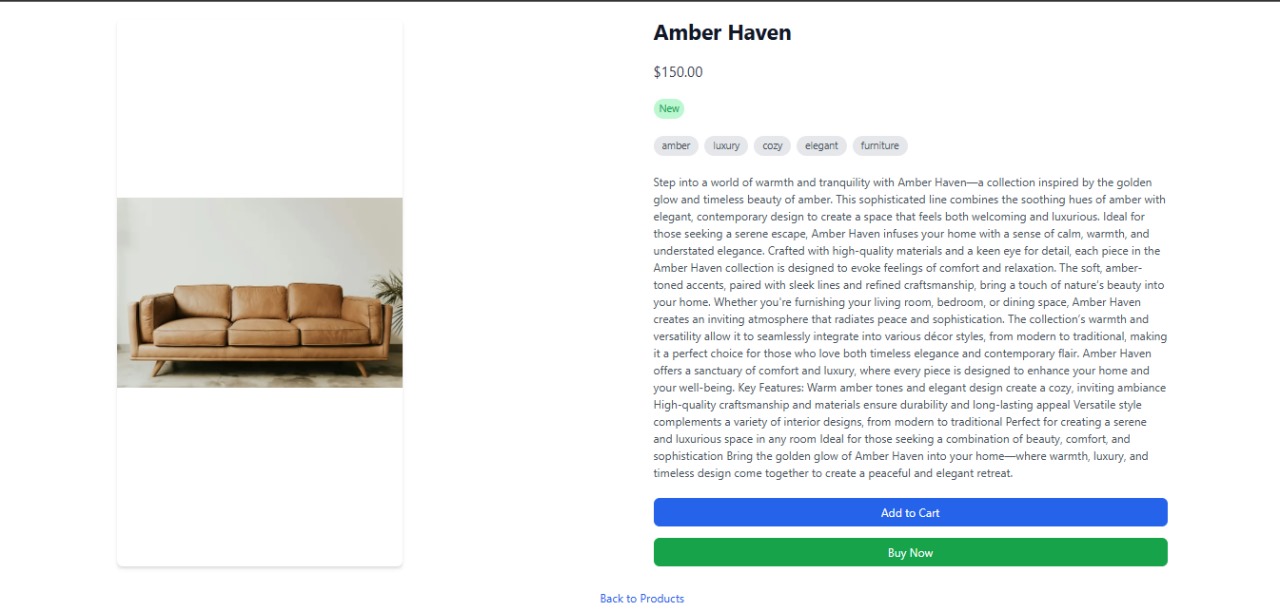 Amber Haven
$150.00
New
amber luxury cozy elegant furniture
Step into a world of warmth and tranquility with Amber Haven—a collection inspired by the golden
glow and timeless beauty of amber. This sophisticated line combines the soothing hues of amber with
elegant, contemporary design to create a space that feels both welcoming and luxurious. Ideal for
those seeking a serene escape, Amber Haven infuses your home with a sense of calm, warmth, and
understated elegance. Crafted with high-quality materials and a keen eye for detail, each piece in the
Amber Haven collection is designed to evoke feelings of comfort and relaxation. The soft, amber-
toned accents, paired with sleek lines and refined craftsmanship, bring a touch of nature's beauty into
your home. Whether you're furnishing your living room, bedroom, or dining space, Amber Haven
creates an inviting atmosphere that radiates peace and sophistication. The collection's warmth and
versatility allow it to seamlessly integrate into various décor styles, from modern to traditional, making
it a perfect choice for those who love both timeless elegance and contemporary flair. Amber Haven
offers a sanctuary of comfort and luxury, where every piece is designed to enhance your home and
your well-being. Key Features: Warm amber tones and elegant design create a cozy, inviting ambiance
High-quality craftsmanship and materials ensure durability and long-lasting appeal Versatile style
complements a variety of interior designs, from modern to traditional Perfect for creating a serene
and luxurious space in any room Ideal for those seeking a combination of beauty, comfort, and
sophistication Bring the golden glow of Amber Haven into your home—where warmth, luxury, and
timeless design come together to create a peaceful and elegant retreat.
Add to Cart
Buy Now
Back to Products